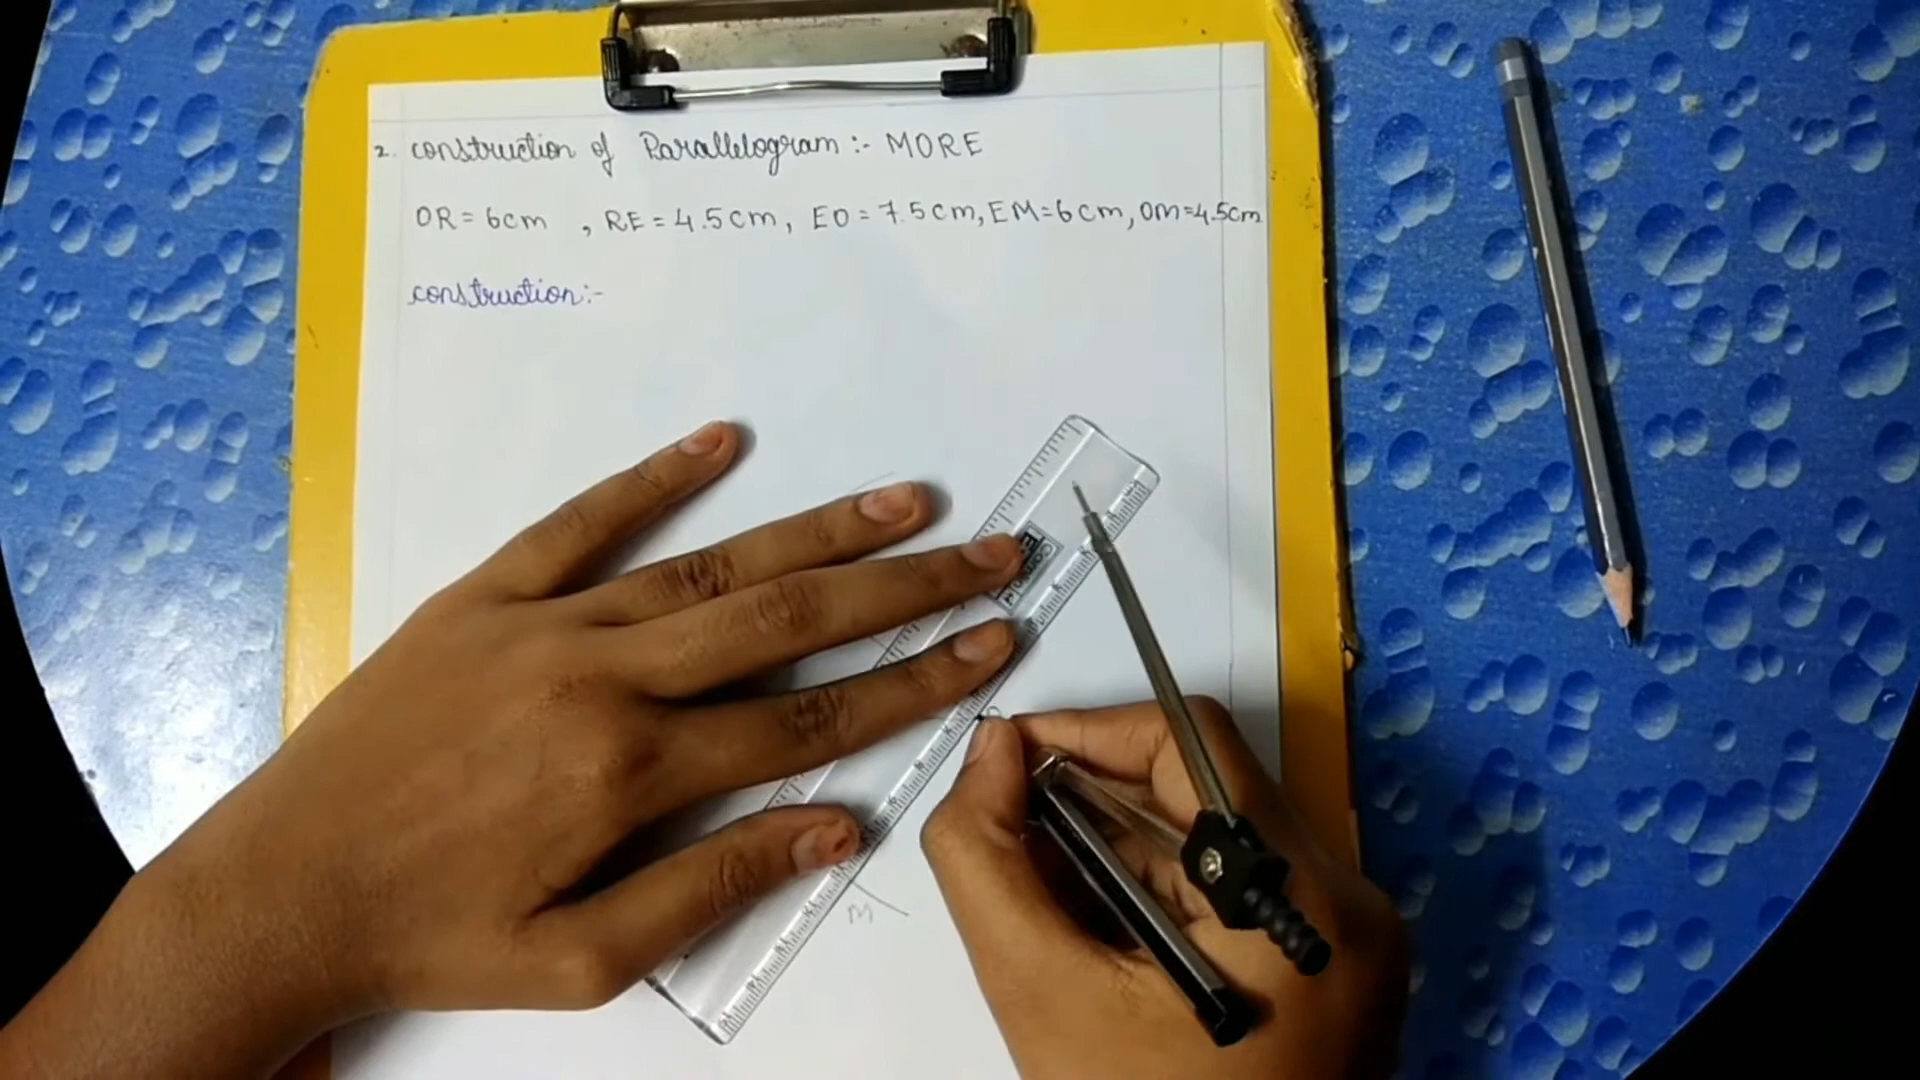 2. construction of Parallelogram :- MORE
OR = 6cm , RE = 4.5cm, EO = 7.5cm, EM=6cm, OM=4.5cm
construction:-
M